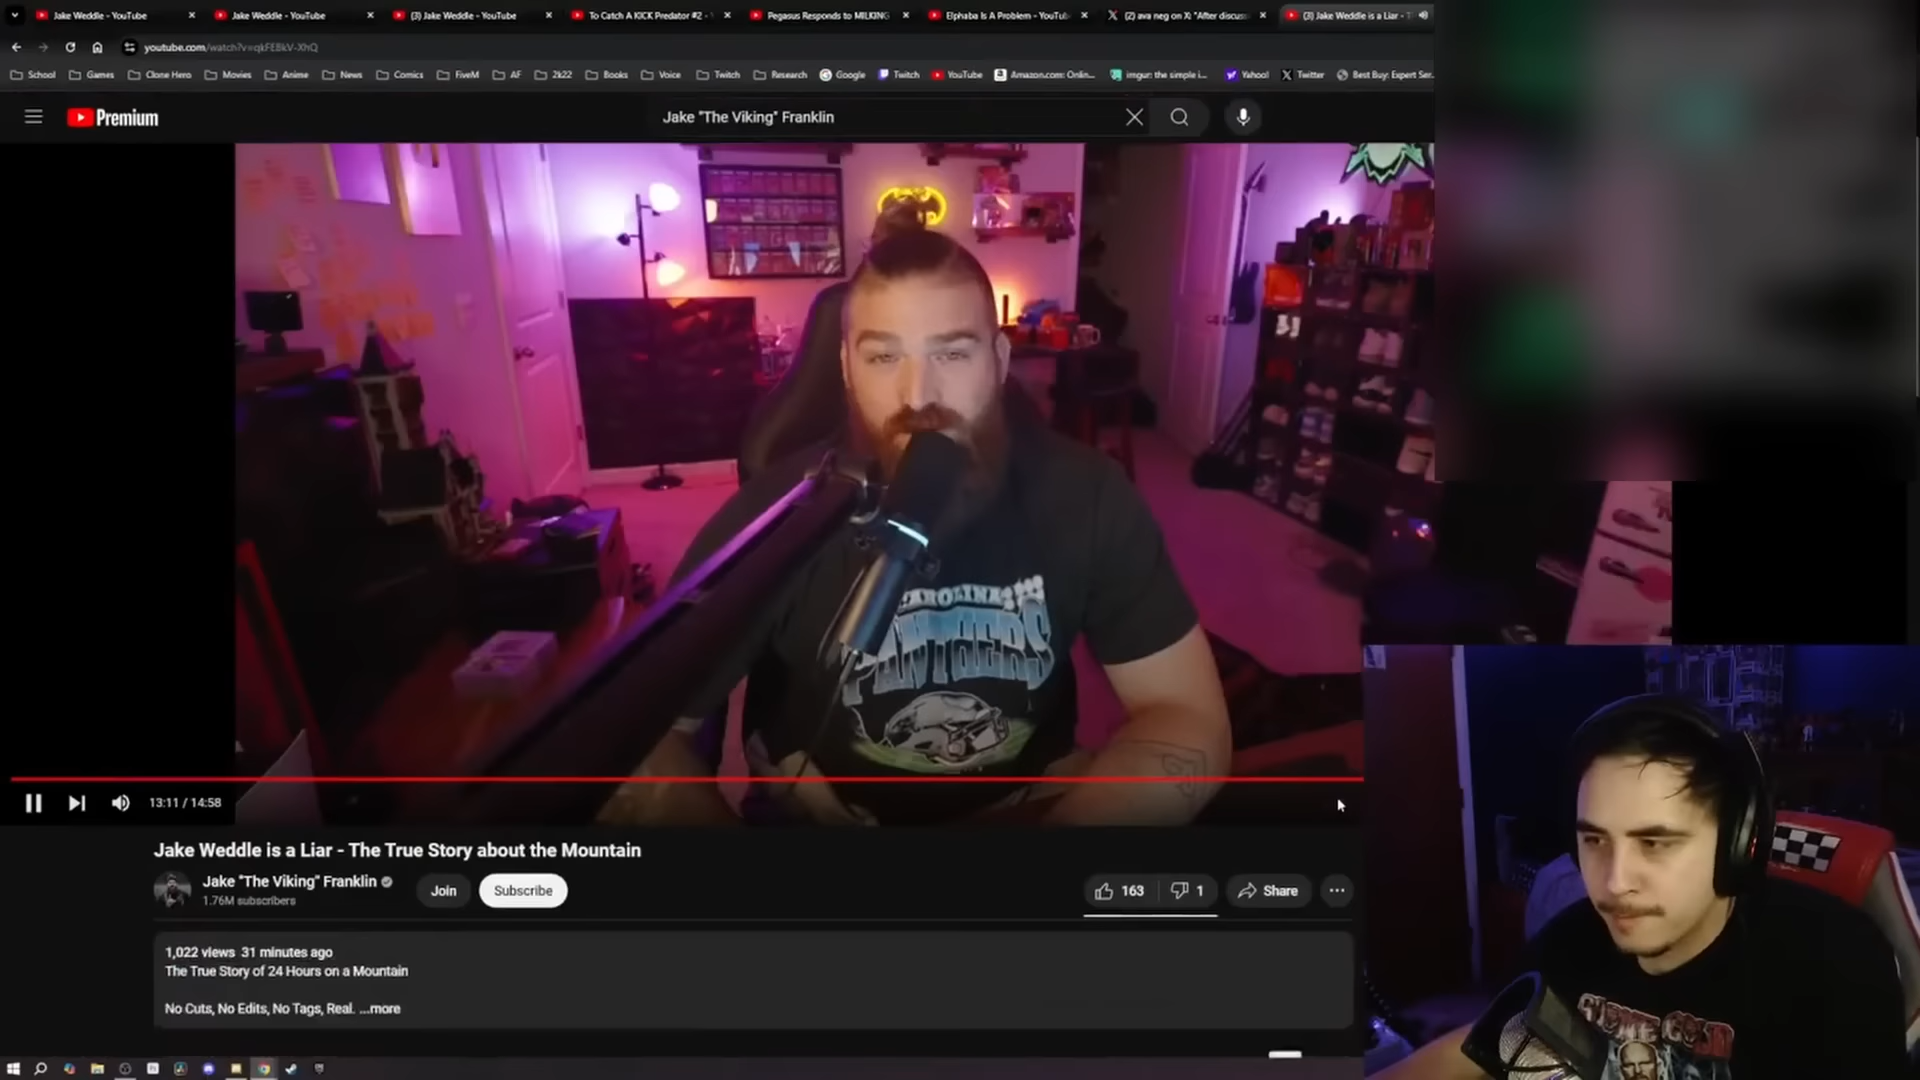 Jake Weddle - YouTube
Jake Weddle - YouTube
(3) Jake Weddle - YouTube
To Catch A KICK Predator #2 -
Pegasus Responds to MILKING
Elphaba Is A Problem - YouTu
(2) ava neg on X: "After discus
(3) Jake Weddle is a Liar - T
youtube.com/watch?v=qkFEBkV-XhQ
School
Games
Clone Hero
Movies
Anime
News
Comics
FiveM
AF
2k22
Books
Voice
Twitch
Research
Google
Twitch
YouTube
Amazon.com: Onlin...
imgur: the simple i...
Yahoo!
Twitter
Best Buy: Expert Ser...
Premium
Jake "The Viking" Franklin
CAROLINA
PANTHERS
13:11 / 14:58
Jake Weddle is a Liar - The True Story about the Mountain
Jake "The Viking" Franklin
1.76M subscribers
Join
Subscribe
163
1
Share
1,022 views 31 minutes ago
The True Story of 24 Hours on a Mountain
No Cuts, No Edits, No Tags, Real. ...more